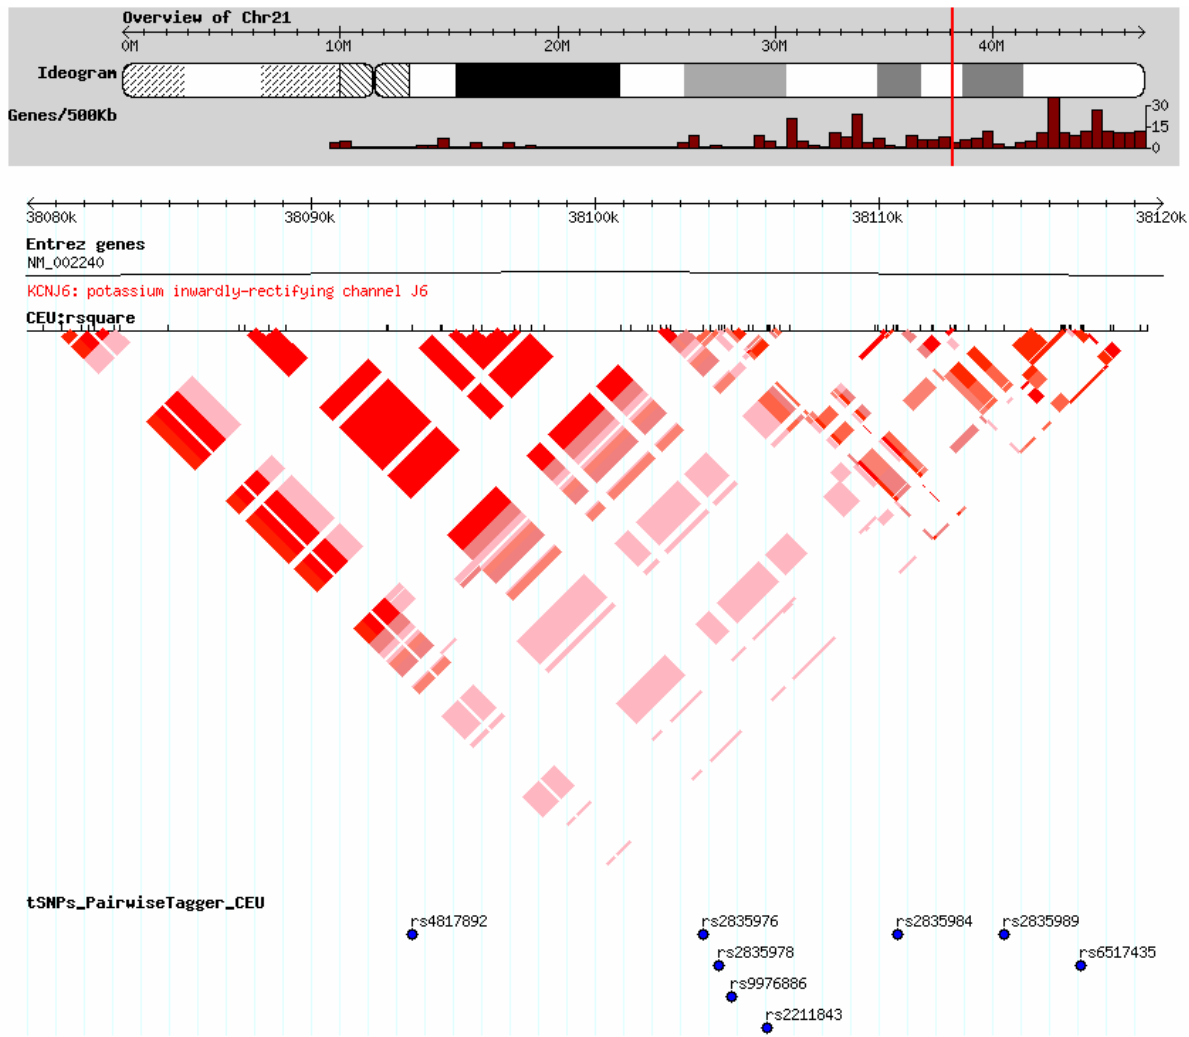 Overview of Chr21
0M 10M 20M 30M 40M
Ideogram
Genes/500Kb
30
15
0
38080k 38090k 38100k 38110k 38120k
Entrez genes
NM_002240
KCNJ6: potassium inwardly-rectifying channel J6
CEU:rsquare
tSNPs_PairwiseTagger_CEU
rs4817892 rs2835976 rs2835984 rs2835989
rs2835978 rs6517435
rs9976886
rs2211843